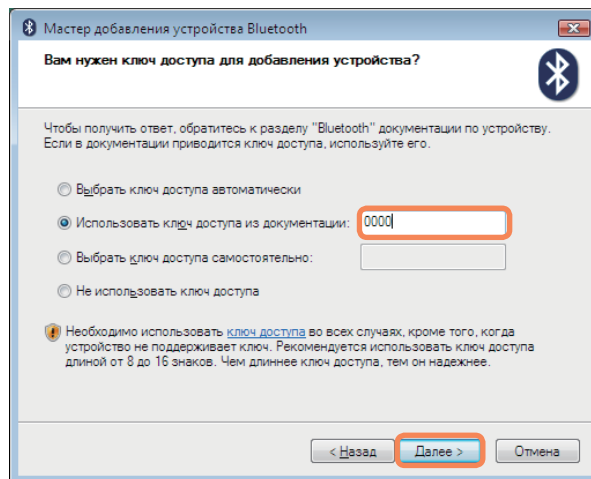 Мастер добавления устройства Bluetooth
Вам нужен ключ доступа для добавления устройства?
Чтобы получить ответ, обратитесь к разделу "Bluetooth" документации по устройству.
Если в документации приводится ключ доступа, используйте его.
Выбрать ключ доступа автоматически
Использовать ключ доступа из документации: 0000
Выбрать ключ доступа самостоятельно:
Не использовать ключ доступа
Необходимо использовать ключ доступа во всех случаях, кроме того, когда
устройство не поддерживает ключ. Рекомендуется использовать ключ доступа
длиной от 8 до 16 знаков. Чем длиннее ключ доступа, тем он надежнее.
< Назад Далее > Отмена